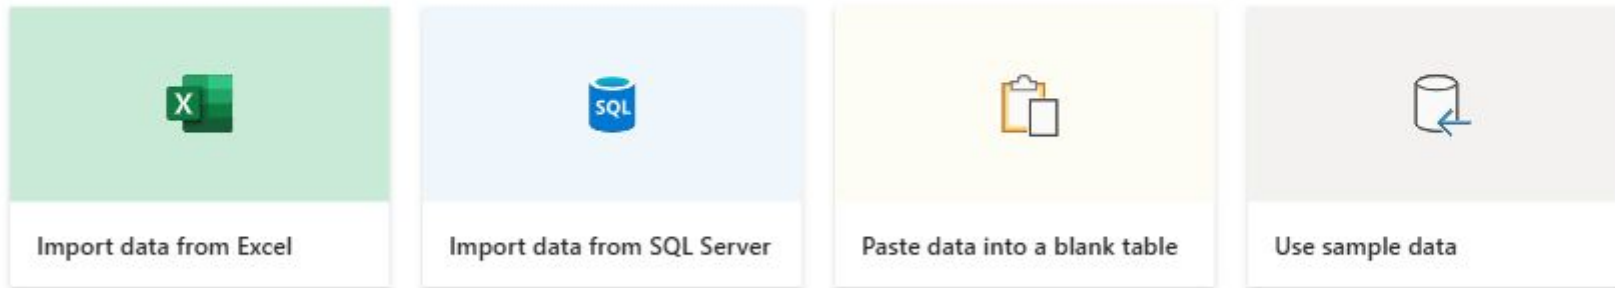 X
SQL
Import data from Excel
Import data from SQL Server
Paste data into a blank table
Use sample data